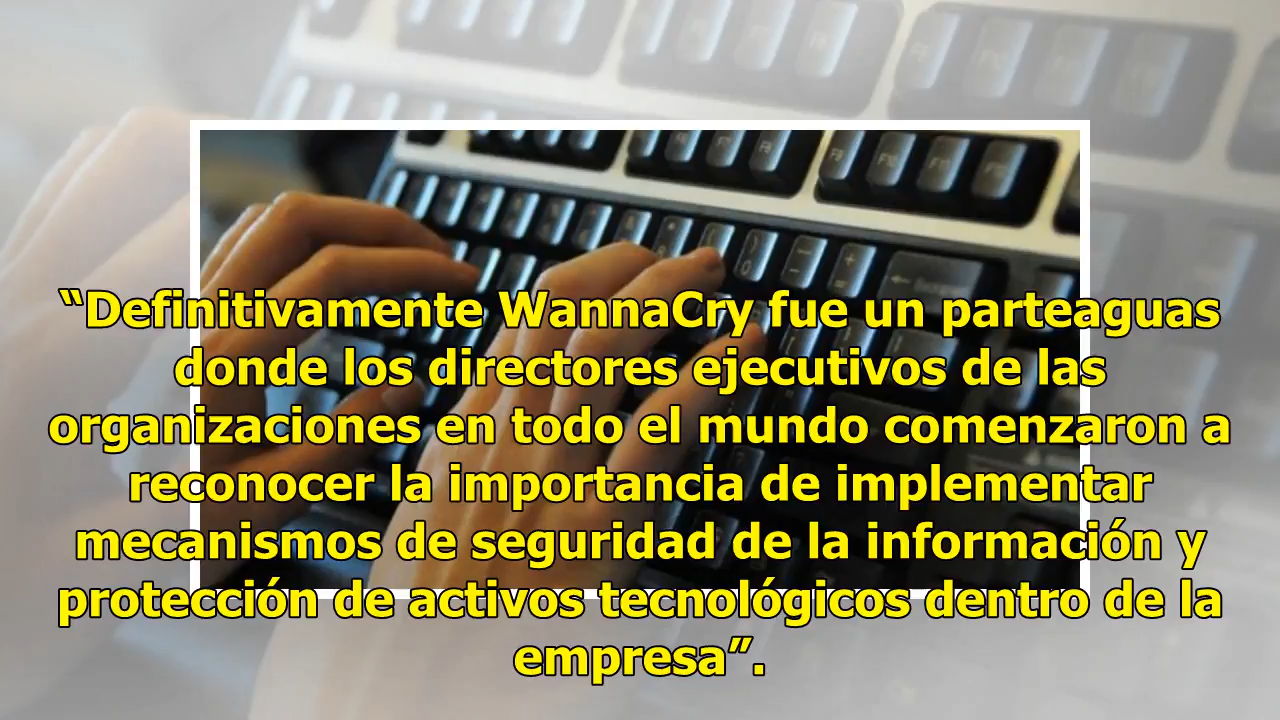 “Definitivamente WannaCry fue un parteaguas
donde los directores ejecutivos de las
organizaciones en todo el mundo comenzaron a
reconocer la importancia de implementar
mecanismos de seguridad de la información y
protección de activos tecnológicos dentro de la
empresa”.